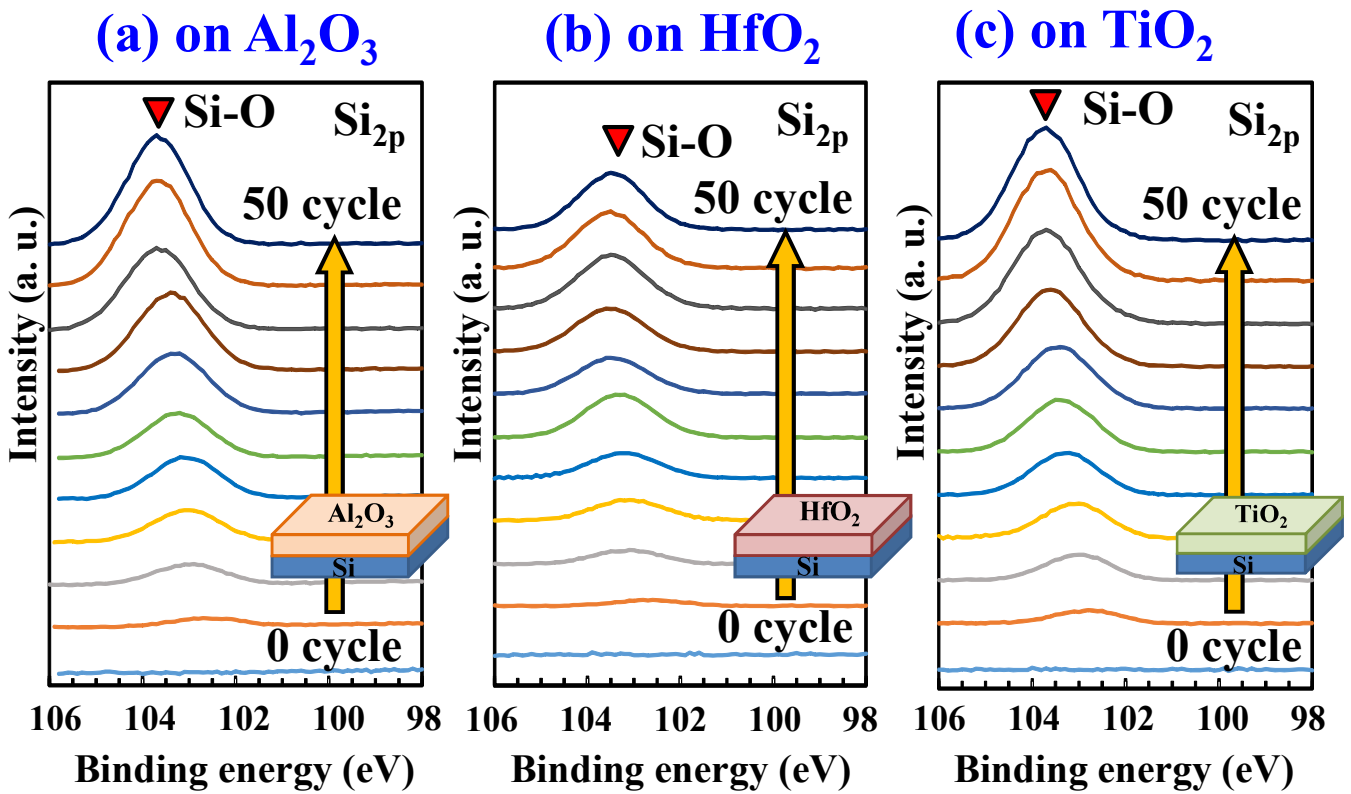 (a) on Al₂O₃
(b) on HfO₂
(c) on TiO₂
Si-O
Si₂ₚ
50 cycle
Al₂O₃
Si
0 cycle
Intensity (a. u.)
106 104 102 100 98
Binding energy (eV)
Si-O
Si₂ₚ
50 cycle
HfO₂
Si
0 cycle
Intensity (a. u.)
106 104 102 100 98
Binding energy (eV)
Si-O
Si₂ₚ
50 cycle
TiO₂
Si
0 cycle
Intensity (a. u.)
106 104 102 100 98
Binding energy (eV)